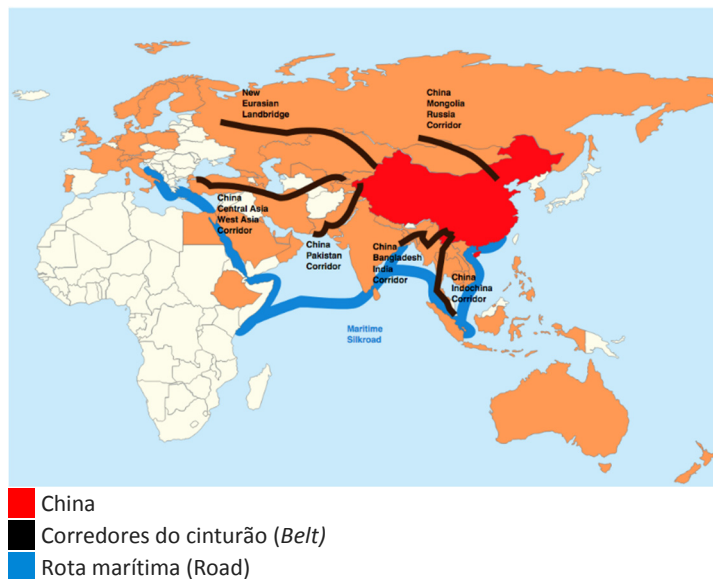 New
Eurasian
Landbridge
China
Mongolia
Russia
Corridor
China
Central Asia
West Asia
Corridor
China
Pakistan
Corridor
China
Bangladesh
India
Corridor
China
Indochina
Corridor
Maritime
Silkroad
China
Corredores do cinturão (Belt)
Rota marítima (Road)